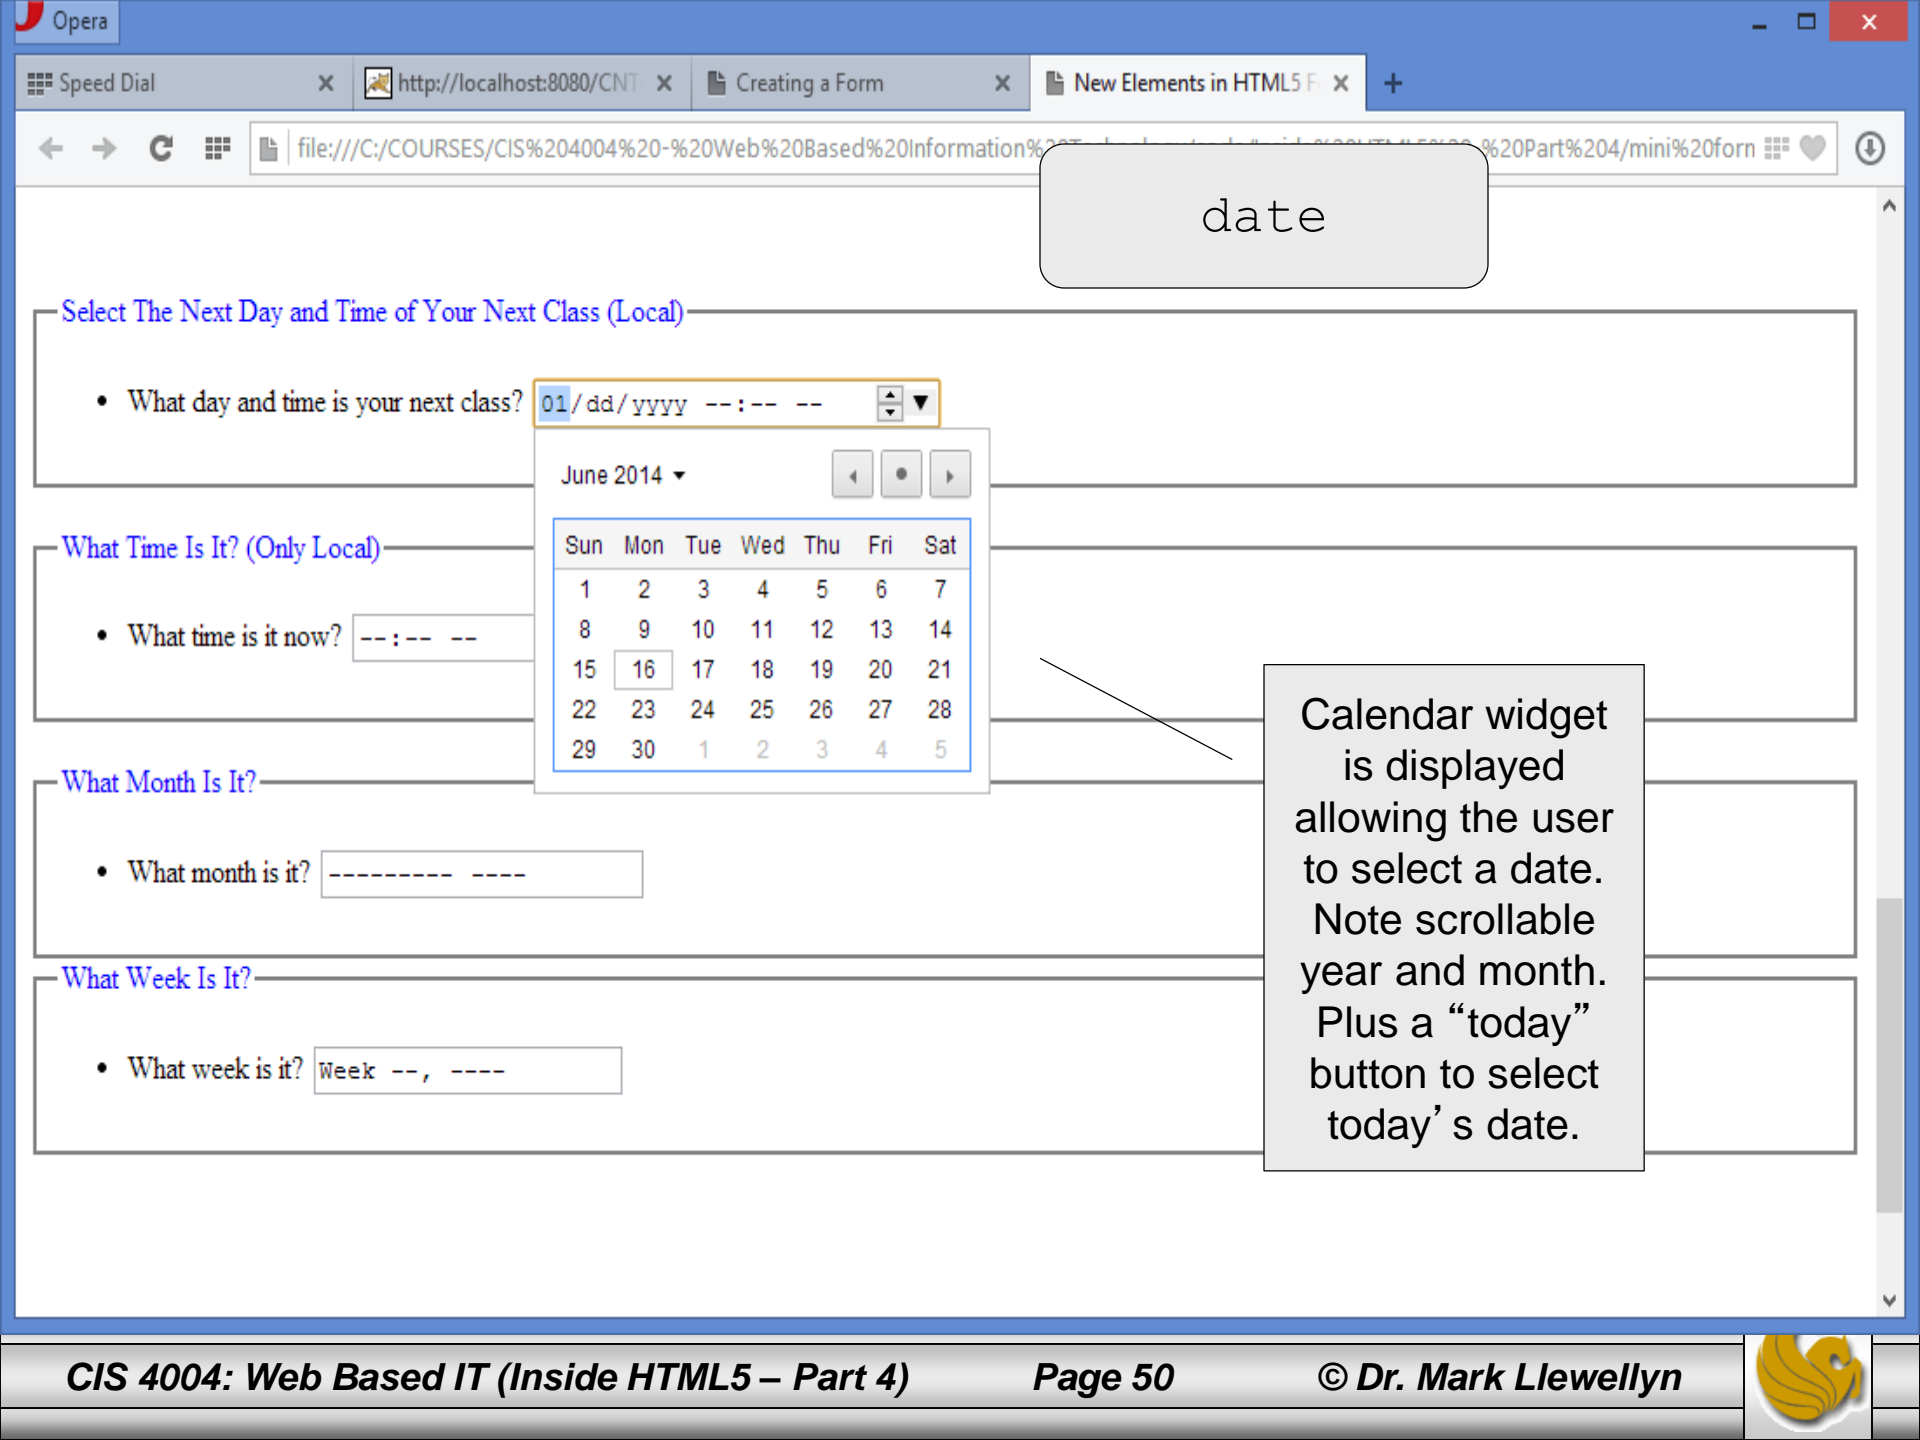 Opera
Speed Dial
http://localhost:8080/CNT
Creating a Form
New Elements in HTML5 F
file:///C:/COURSES/CIS%204004%20-%20Web%20Based%20Information% %20Part%204/mini%20forn
date
Select The Next Day and Time of Your Next Class (Local)
• What day and time is your next class? 01/dd/yyyy --:-- --
June 2014
Sun Mon Tue Wed Thu Fri Sat
1 2 3 4 5 6 7
8 9 10 11 12 13 14
15 16 17 18 19 20 21
22 23 24 25 26 27 28
29 30 1 2 3 4 5
What Time Is It? (Only Local)
• What time is it now? --:-- --
What Month Is It?
• What month is it? --------- ----
What Week Is It?
• What week is it? Week --, ----
Calendar widget
is displayed
allowing the user
to select a date.
Note scrollable
year and month.
Plus a “today”
button to select
today’s date.
CIS 4004: Web Based IT (Inside HTML5 – Part 4)
Page 50
© Dr. Mark Llewellyn